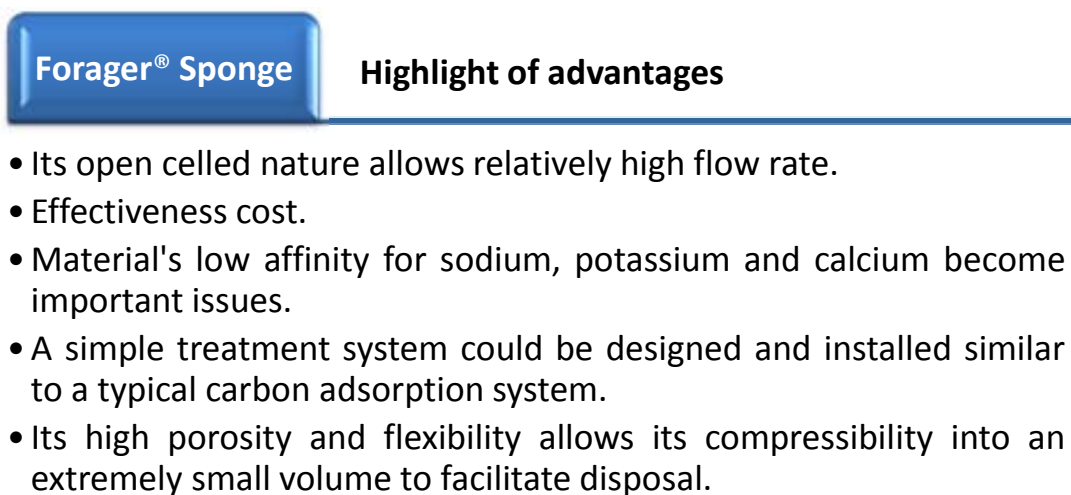 Forager® Sponge Highlight of advantages
• Its open celled nature allows relatively high flow rate.
• Effectiveness cost.
• Material's low affinity for sodium, potassium and calcium become
important issues.
• A simple treatment system could be designed and installed similar
to a typical carbon adsorption system.
• Its high porosity and flexibility allows its compressibility into an
extremely small volume to facilitate disposal.